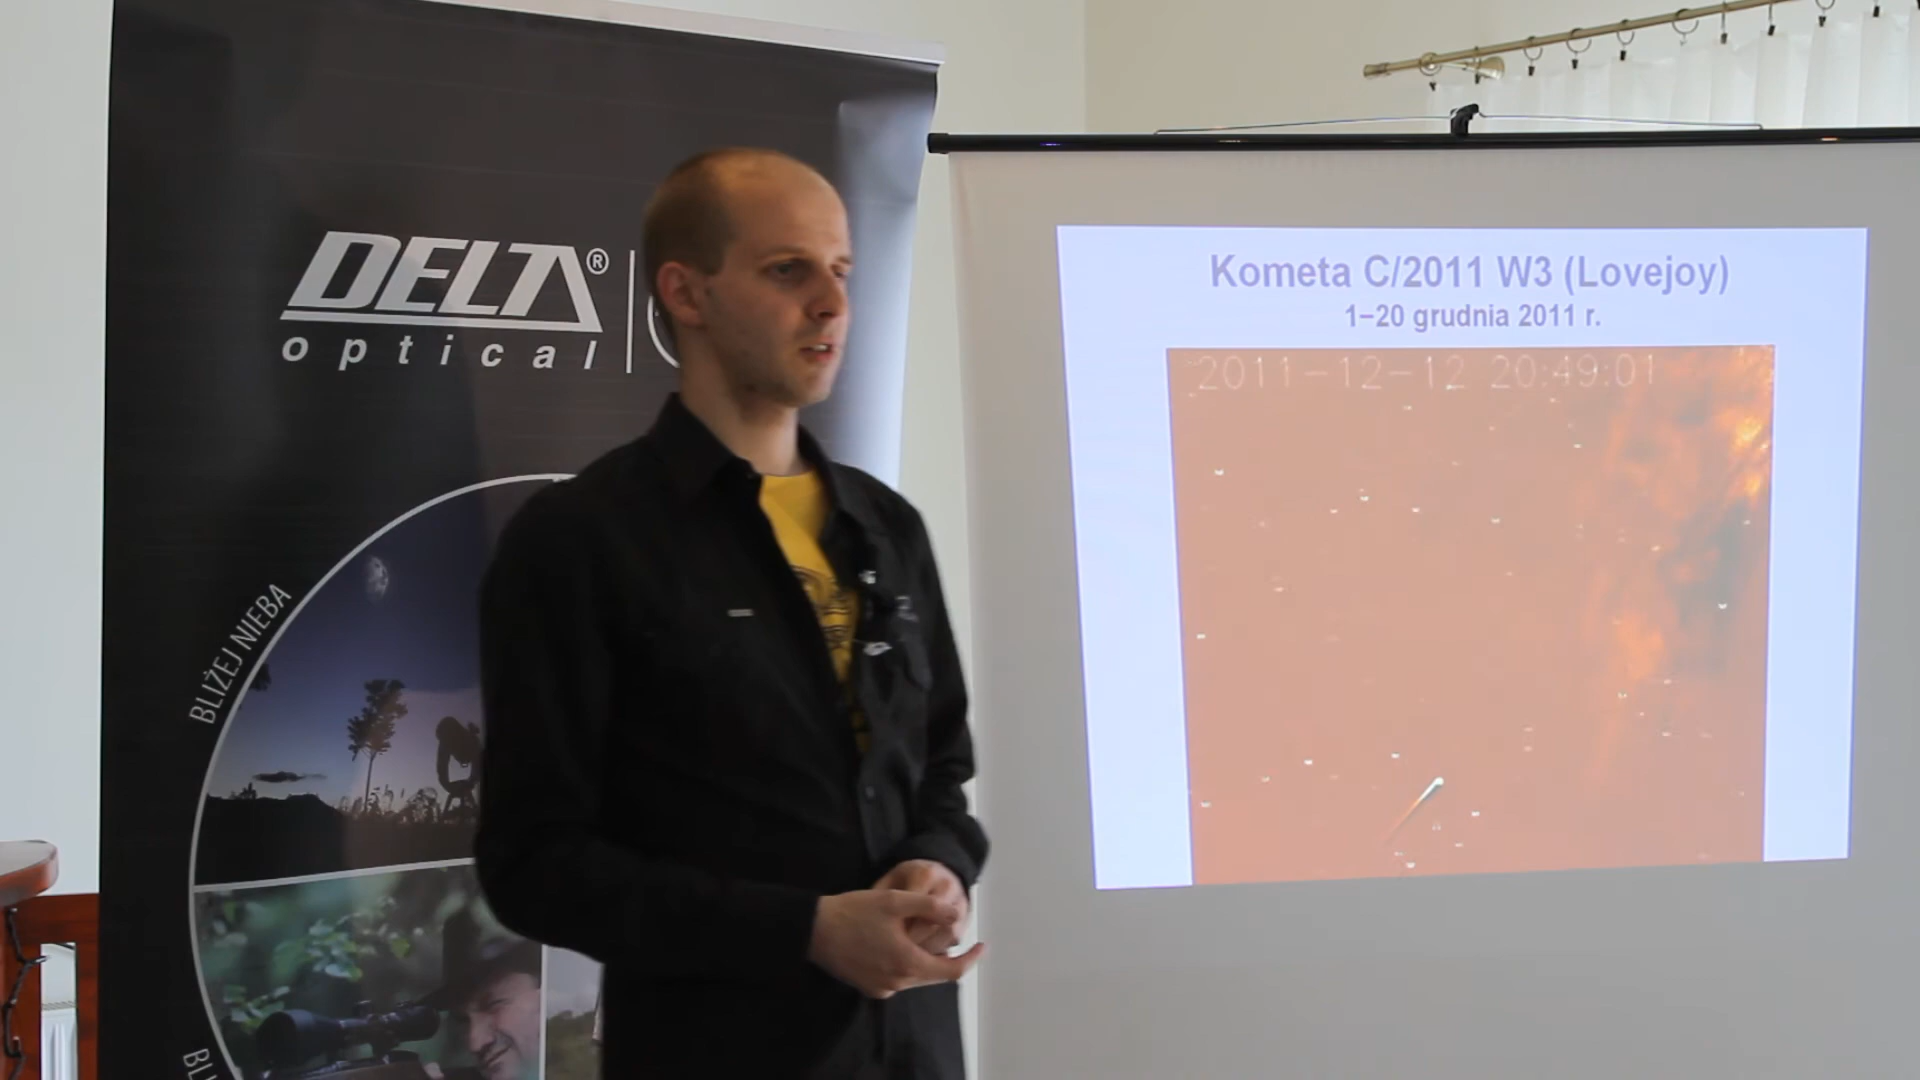 DELTA®
optical
BLIŻEJ NIEBA
Kometa C/2011 W3 (Lovejoy)
1–20 grudnia 2011 r.
2011-12-12 20:49:01